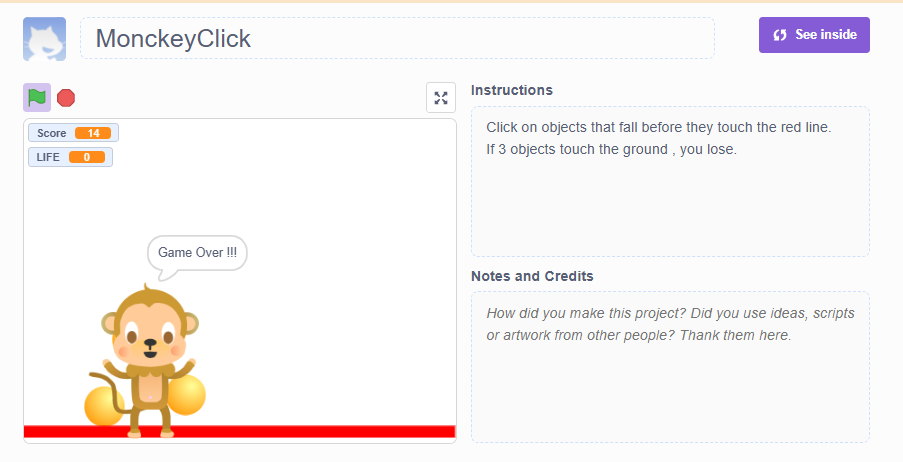 MonckeyClick
See inside
Score 14
LIFE 0
Game Over !!!
Instructions
Click on objects that fall before they touch the red line.
If 3 objects touch the ground , you lose.
Notes and Credits
How did you make this project? Did you use ideas, scripts
or artwork from other people? Thank them here.